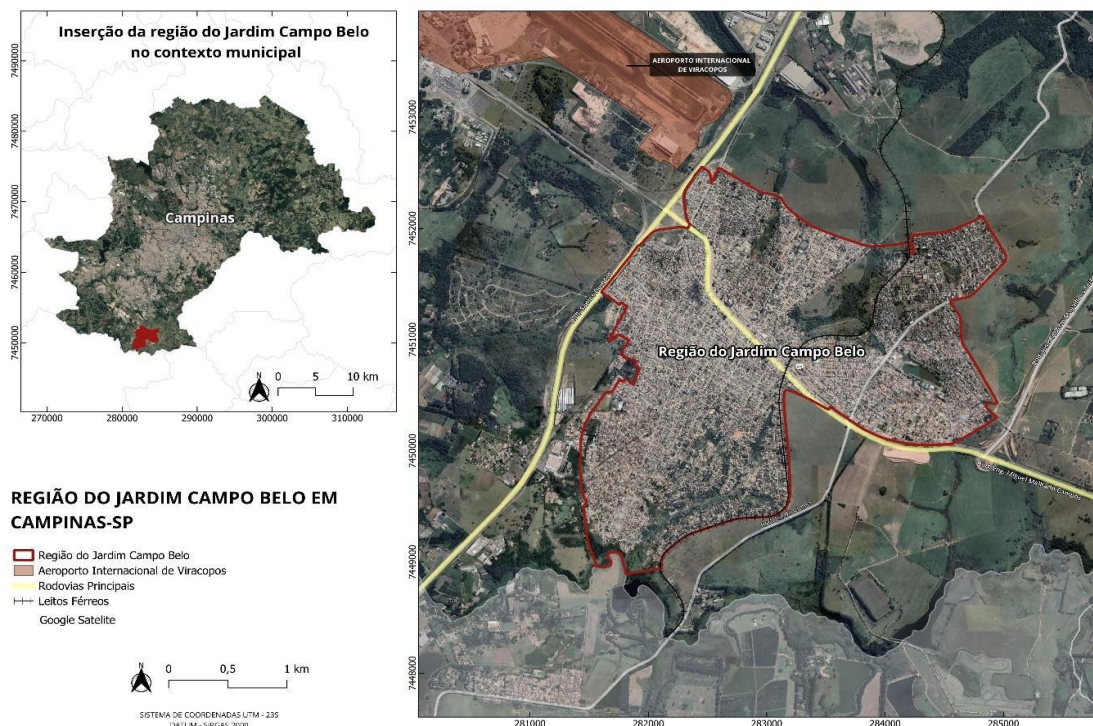 Inserção da região do Jardim Campo Belo
no contexto municipal
7490000
7480000
7470000
7460000
7450000
Campinas
N
0 5 10 km
270000 280000 290000 300000 310000
REGIÃO DO JARDIM CAMPO BELO EM
CAMPINAS-SP
Região do Jardim Campo Belo
Aeroporto Internacional de Viracopos
Rodovias Principais
Leitos Férreos
Google Satelite
N
0 0,5 1 km
SISTEMA DE COORDENADAS UTM - 23S
DATUM - SIRGAS 2000
AEROPORTO INTERNACIONAL
DE VIRACOPOS
7453000
7452000
7451000
7450000
7449000
7448000
Região do Jardim Campo Belo
281000 282000 283000 284000 285000